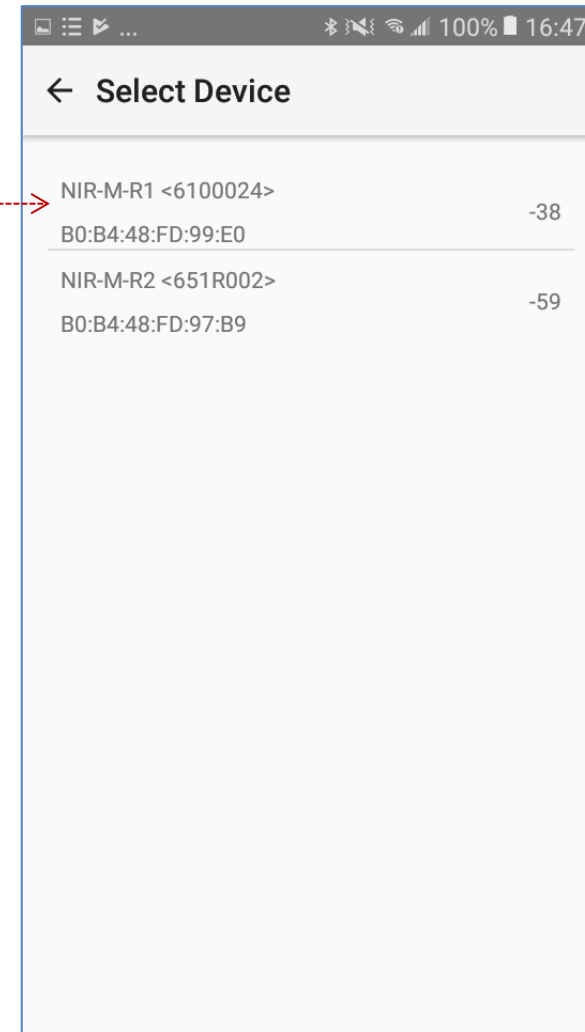 ... 100% 16:47
Select Device
NIR-M-R1 <6100024>
-38
B0:B4:48:FD:99:E0
NIR-M-R2 <651R002>
-59
B0:B4:48:FD:97:B9